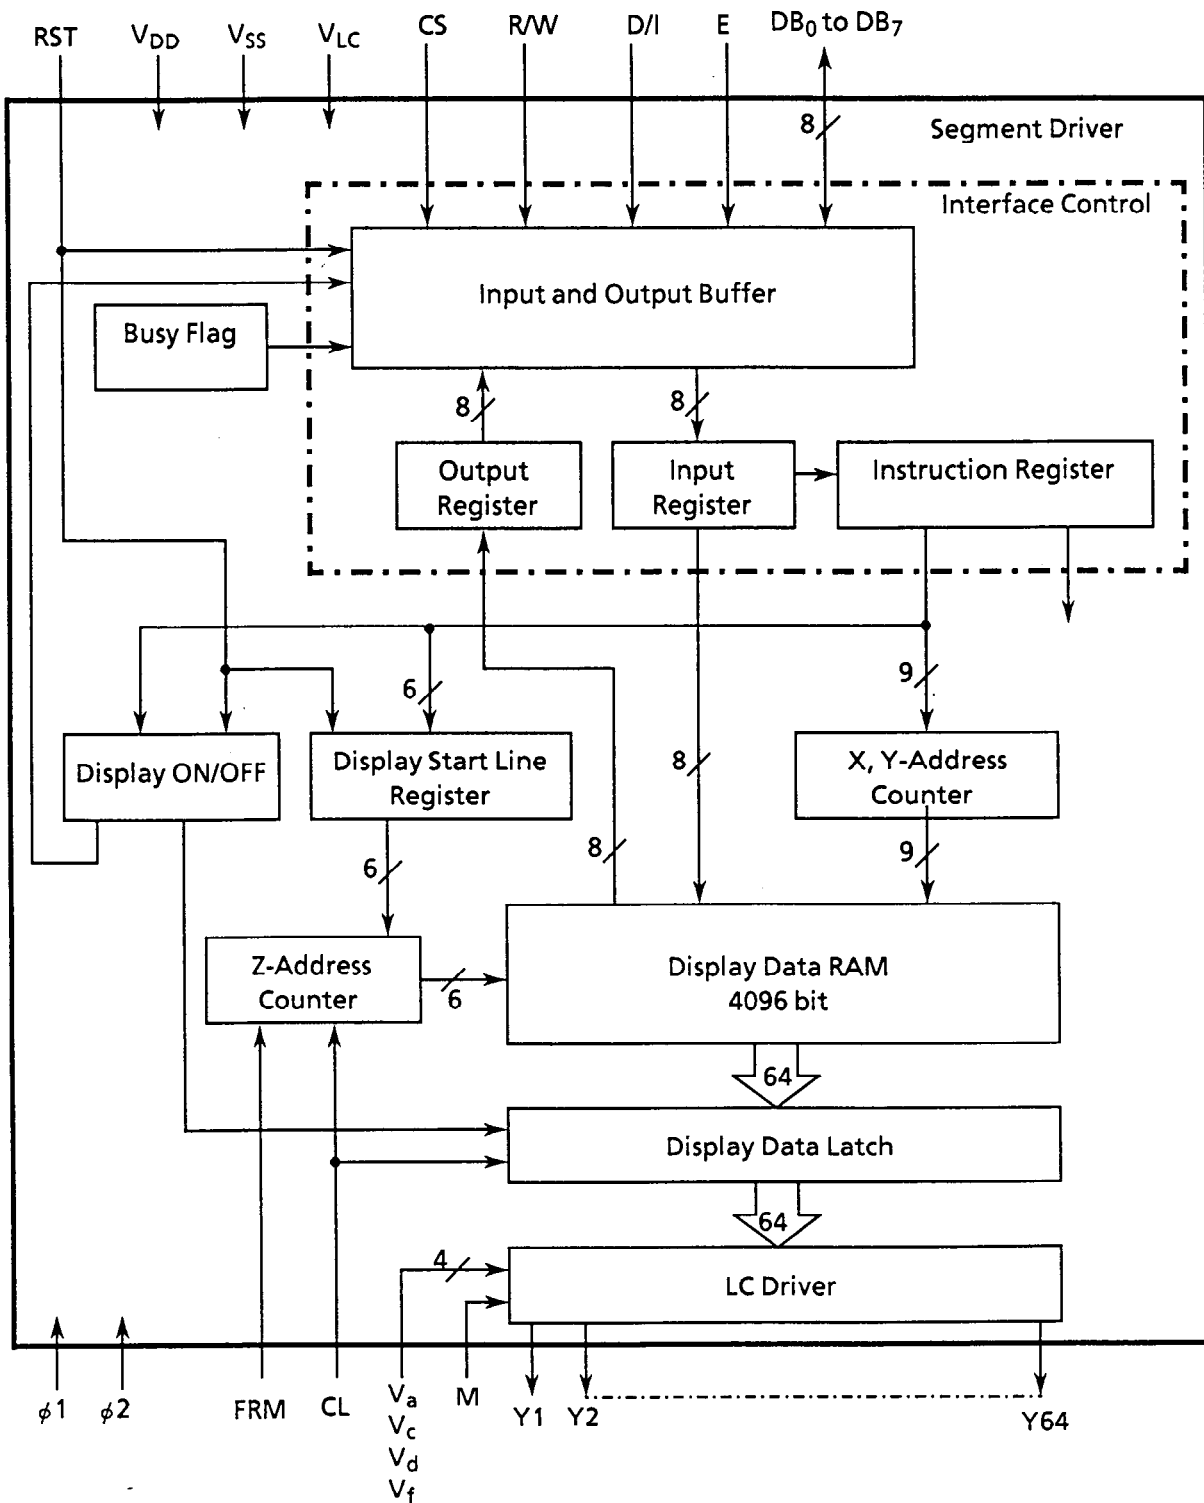 RST
VDD
VSS
VLC
CS
R/W
D/I
E
DB0 to DB7
8
Segment Driver
Interface Control
Input and Output Buffer
Busy Flag
8
8
Output
Register
Input
Register
Instruction Register
6
9
Display ON/OFF
Display Start Line
Register
8
X, Y-Address
Counter
6
8
9
Z-Address
Counter
6
Display Data RAM
4096 bit
64
Display Data Latch
64
4
LC Driver
ϕ1
ϕ2
FRM
CL
Va
Vc
Vd
Vf
M
Y1
Y2
Y64